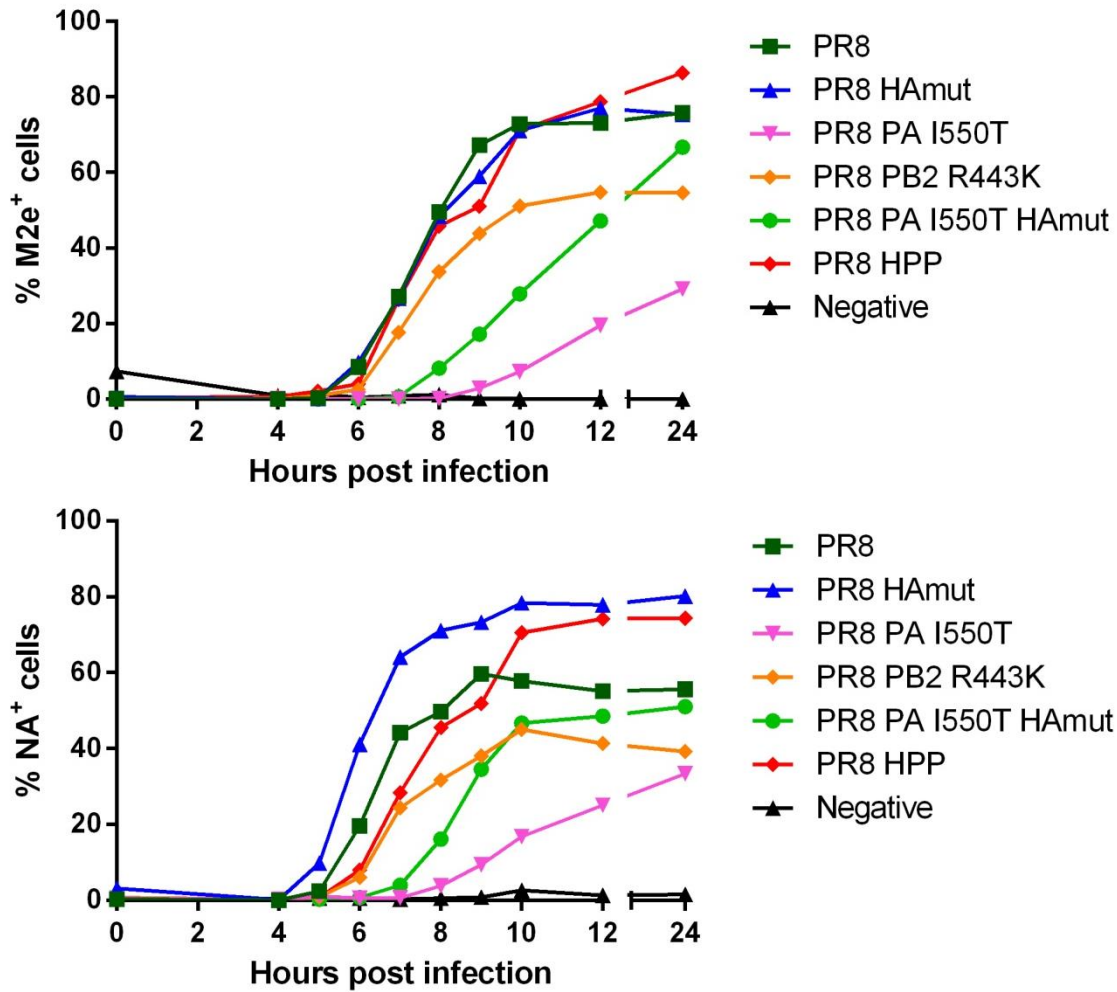 % M2e+ cells
100
80
60
40
20
0
0 2 4 6 8 10 12 24
Hours post infection
PR8
PR8 HAmut
PR8 PA I550T
PR8 PB2 R443K
PR8 PA I550T HAmut
PR8 HPP
Negative
% NA+ cells
100
80
60
40
20
0
0 2 4 6 8 10 12 24
Hours post infection
PR8
PR8 HAmut
PR8 PA I550T
PR8 PB2 R443K
PR8 PA I550T HAmut
PR8 HPP
Negative